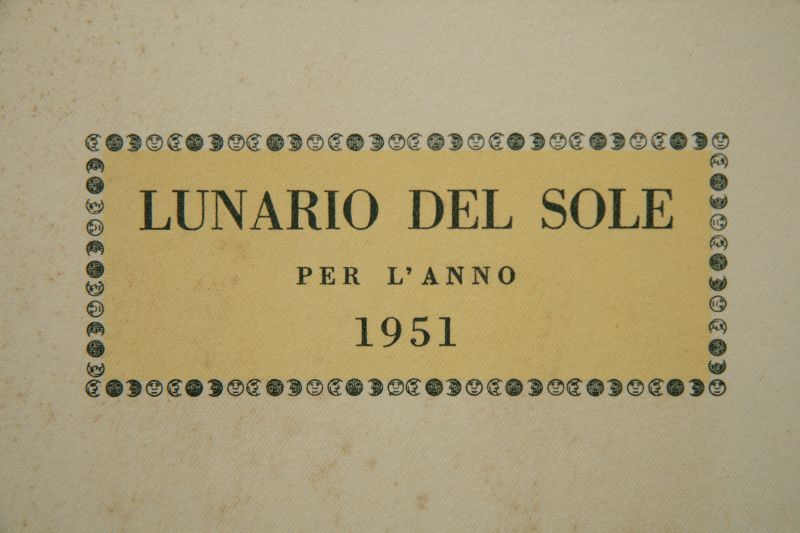 LUNARIO DEL SOLE
PER L'ANNO
1951